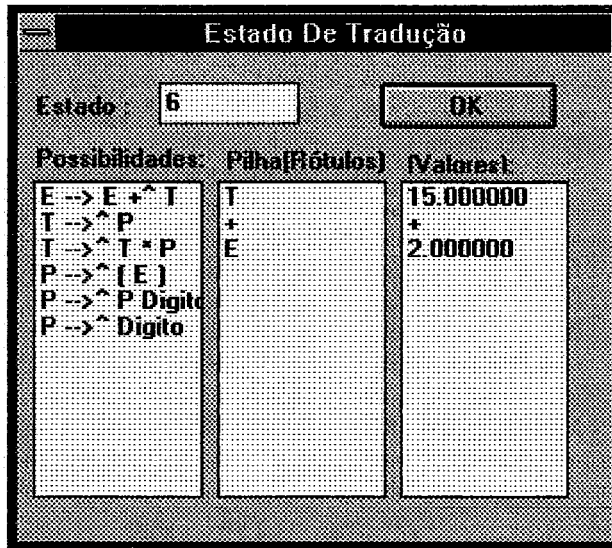 Estado De Tradução
Estado : 6 OK
Possibilidades: Pilha(Rótulos) (Valores):
E --> E +^ T T 15.000000
T -->^ P + +
T -->^ T * P E 2.000000
P -->^ ( E )
P -->^ P Digito
P -->^ Digito